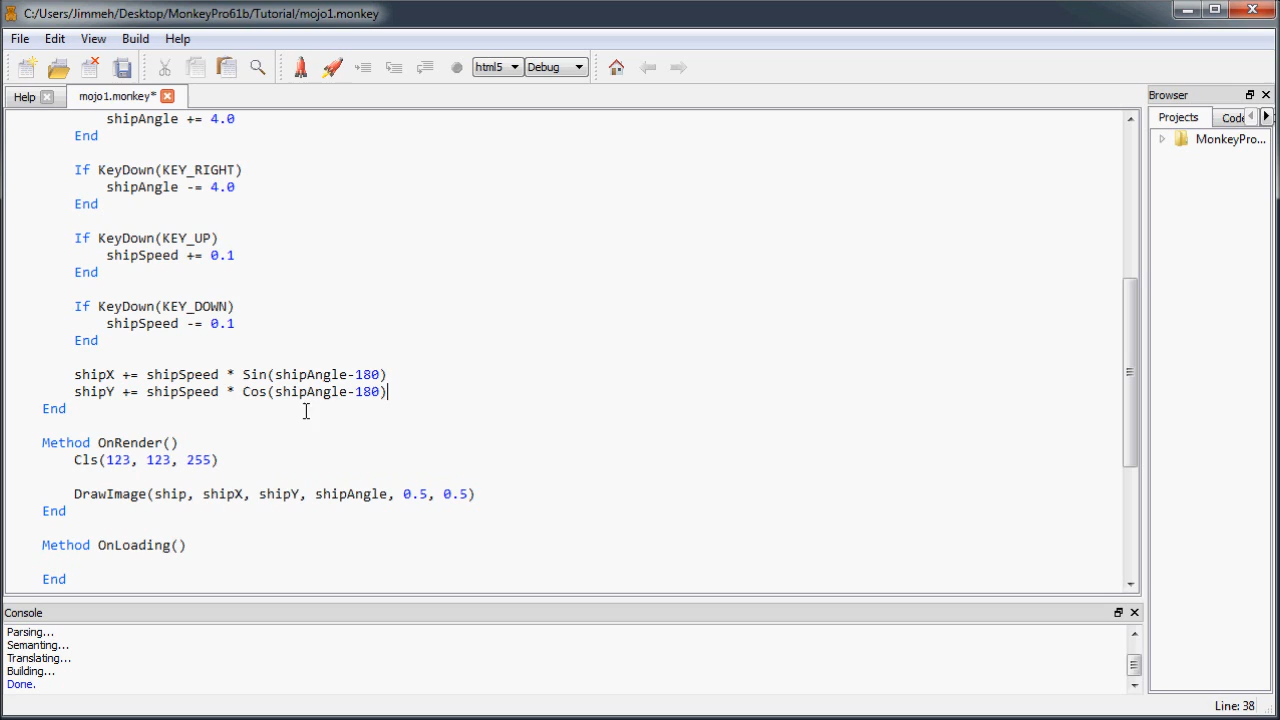 C:/Users/Jimmeh/Desktop/MonkeyPro61b/Tutorial/mojo1.monkey
File Edit View Build Help
html5 Debug
Help mojo1.monkey*
shipAngle += 4.0
End
If KeyDown(KEY_RIGHT)
shipAngle -= 4.0
End
If KeyDown(KEY_UP)
shipSpeed += 0.1
End
If KeyDown(KEY_DOWN)
shipSpeed -= 0.1
End
shipX += shipSpeed * Sin(shipAngle-180)
shipY += shipSpeed * Cos(shipAngle-180)
End
Method OnRender()
Cls(123, 123, 255)
DrawImage(ship, shipX, shipY, shipAngle, 0.5, 0.5)
End
Method OnLoading()
End
Browser
Projects Code
MonkeyPro...
Console
Parsing...
Semanting...
Translating...
Building...
Done.
Line: 38